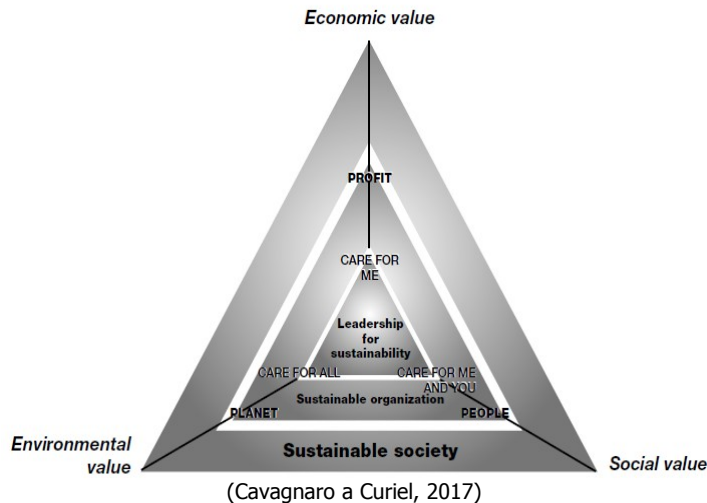 Economic value
PROFIT
CARE FOR
ME
Leadership
for
sustainability
CARE FOR ALL
CARE FOR ME
AND YOU
Sustainable organization
PLANET
PEOPLE
Environmental
value
Sustainable society
Social value
(Cavagnaro a Curiel, 2017)